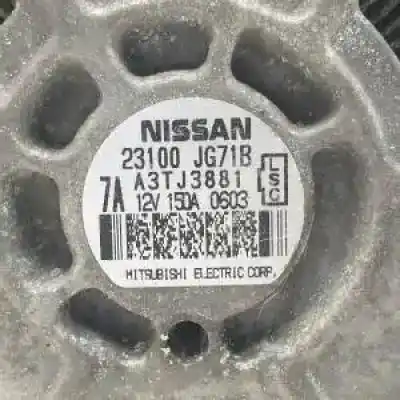 NISSAN
23100 JG71B
7A A3TJ3881
12V 150A 0603
L
S
C
MITSUBISHI ELECTRIC CORP.